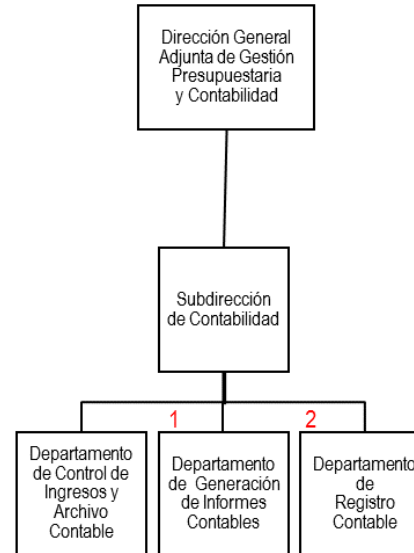 Dirección General
Adjunta de Gestión
Presupuestaria
y Contabilidad
Subdirección
de Contabilidad
1
2
Departamento
de Control de
Ingresos y
Archivo
Contable
Departamento
de Generación
de Informes
Contables
Departamento
de
Registro
Contable